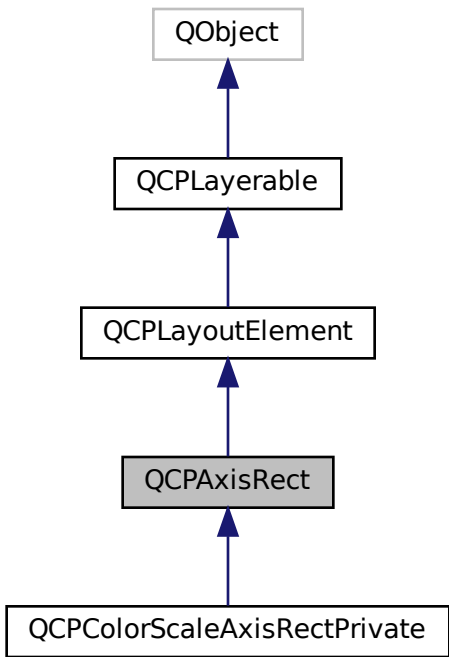 QObject
QCPLayerable
QCPLayoutElement
QCPAxisRect
QCPColorScaleAxisRectPrivate